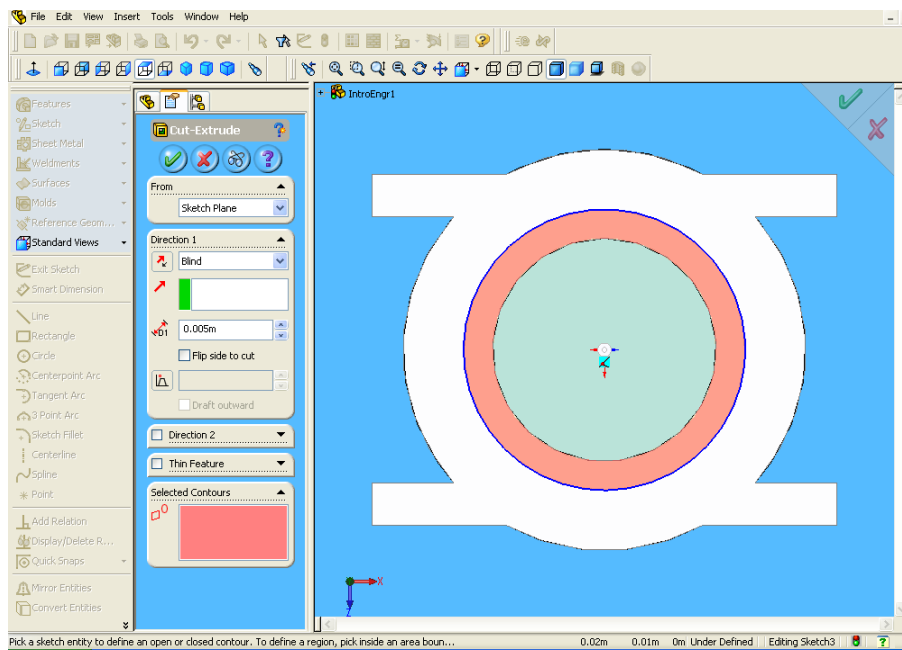 File Edit View Insert Tools Window Help
IntroEngr1
Features
Sketch
Sheet Metal
Weldments
Surfaces
Molds
Reference Geom...
Standard Views
Exit Sketch
Smart Dimension
Line
Rectangle
Circle
Centerpoint Arc
Tangent Arc
3 Point Arc
Sketch Fillet
Centerline
Spline
Point
Add Relation
Display/Delete R...
Quick Snaps
Mirror Entities
Convert Entities
Cut-Extrude
From
Sketch Plane
Direction 1
Blind
D1 0.005m
Flip side to cut
Draft outward
Direction 2
Thin Feature
Selected Contours
X
Z
Pick a sketch entity to define an open or closed contour. To define a region, pick inside an area boun... 0.02m 0.01m 0m Under Defined Editing Sketch3